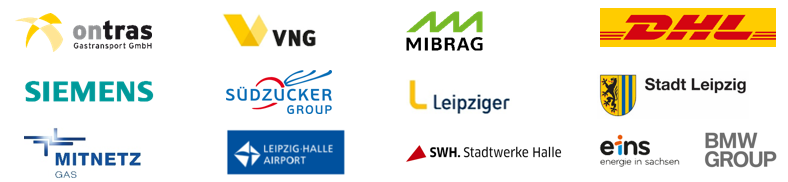 ontras
Gastransport GmbH
VNG
MIBRAG
DHL
SIEMENS
SÜDZUCKER
GROUP
Leipziger
Stadt Leipzig
MITNETZ
GAS
LEIPZIG·HALLE
AIRPORT
SWH. Stadtwerke Halle
eins
energie in sachsen
BMW
GROUP